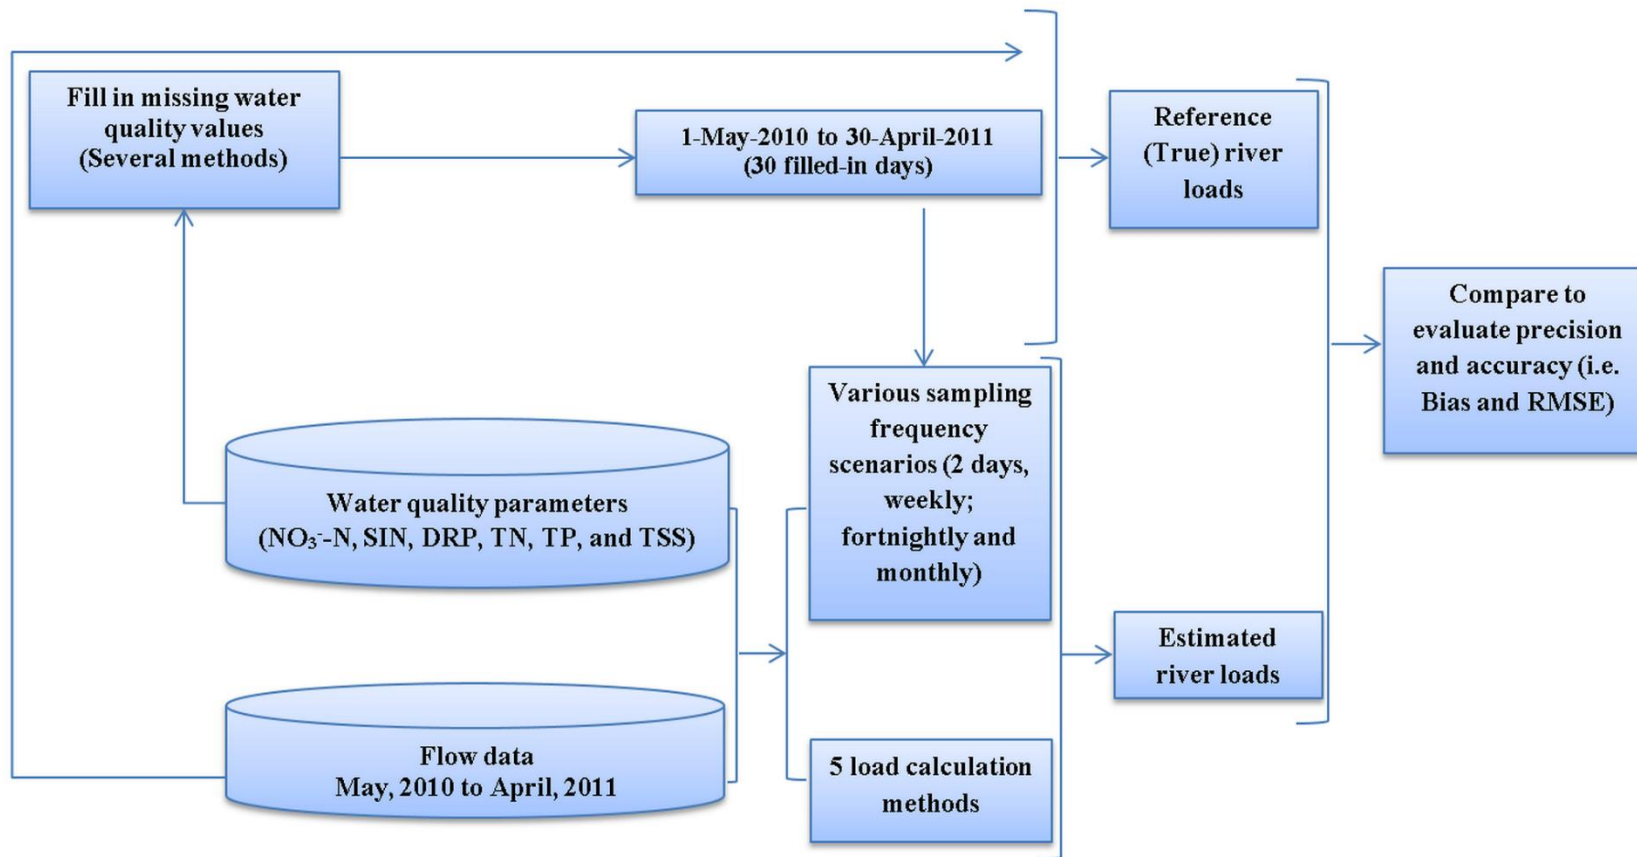 Fill in missing water
quality values
(Several methods)
1-May-2010 to 30-April-2011
(30 filled-in days)
Reference
(True) river
loads
Compare to
evaluate precision
and accuracy (i.e.
Bias and RMSE)
Various sampling
frequency
scenarios (2 days,
weekly;
fortnightly and
monthly)
Water quality parameters
(NO₃⁻-N, SIN, DRP, TN, TP, and TSS)
Estimated
river loads
Flow data
May, 2010 to April, 2011
5 load calculation
methods